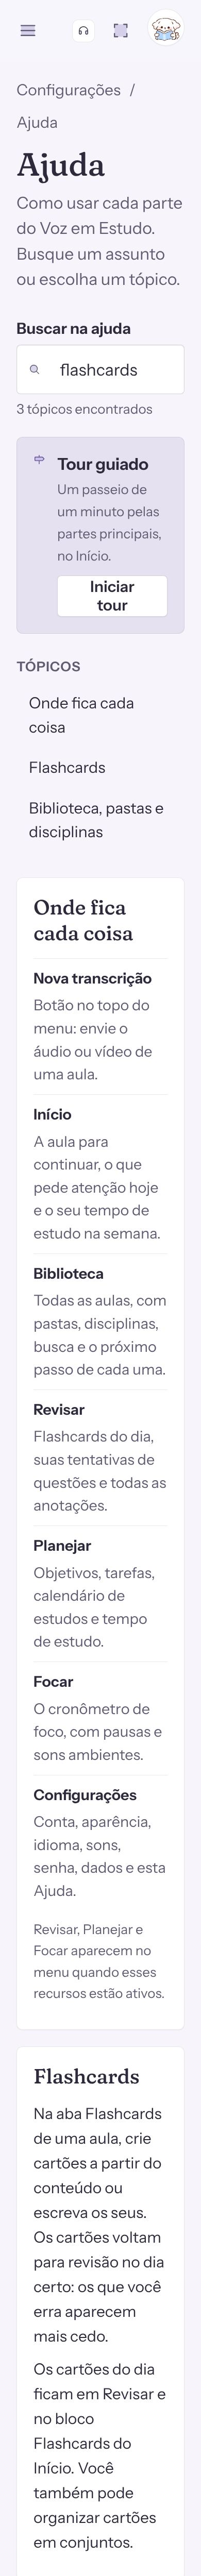 Configurações /
Ajuda
Ajuda
Como usar cada parte
do Voz em Estudo.
Busque um assunto
ou escolha um tópico.
Buscar na ajuda
flashcards
3 tópicos encontrados
Tour guiado
Um passeio de
um minuto pelas
partes principais,
no Início.
Iniciar
tour
TÓPICOS
Onde fica cada
coisa
Flashcards
Biblioteca, pastas e
disciplinas
Onde fica
cada coisa
Nova transcrição
Botão no topo do
menu: envie o
áudio ou vídeo de
uma aula.
Início
A aula para
continuar, o que
pede atenção hoje
e o seu tempo de
estudo na semana.
Biblioteca
Todas as aulas, com
pastas, disciplinas,
busca e o próximo
passo de cada uma.
Revisar
Flashcards do dia,
suas tentativas de
questões e todas as
anotações.
Planejar
Objetivos, tarefas,
calendário de
estudos e tempo
de estudo.
Focar
O cronômetro de
foco, com pausas e
sons ambientes.
Configurações
Conta, aparência,
idioma, sons,
senha, dados e esta
Ajuda.
Revisar, Planejar e
Focar aparecem no
menu quando esses
recursos estão ativos.
Flashcards
Na aba Flashcards
de uma aula, crie
cartões a partir do
conteúdo ou
escreva os seus.
Os cartões voltam
para revisão no dia
certo: os que você
erra aparecem
mais cedo.
Os cartões do dia
ficam em Revisar e
no bloco
Flashcards do
Início. Você
também pode
organizar cartões
em conjuntos.